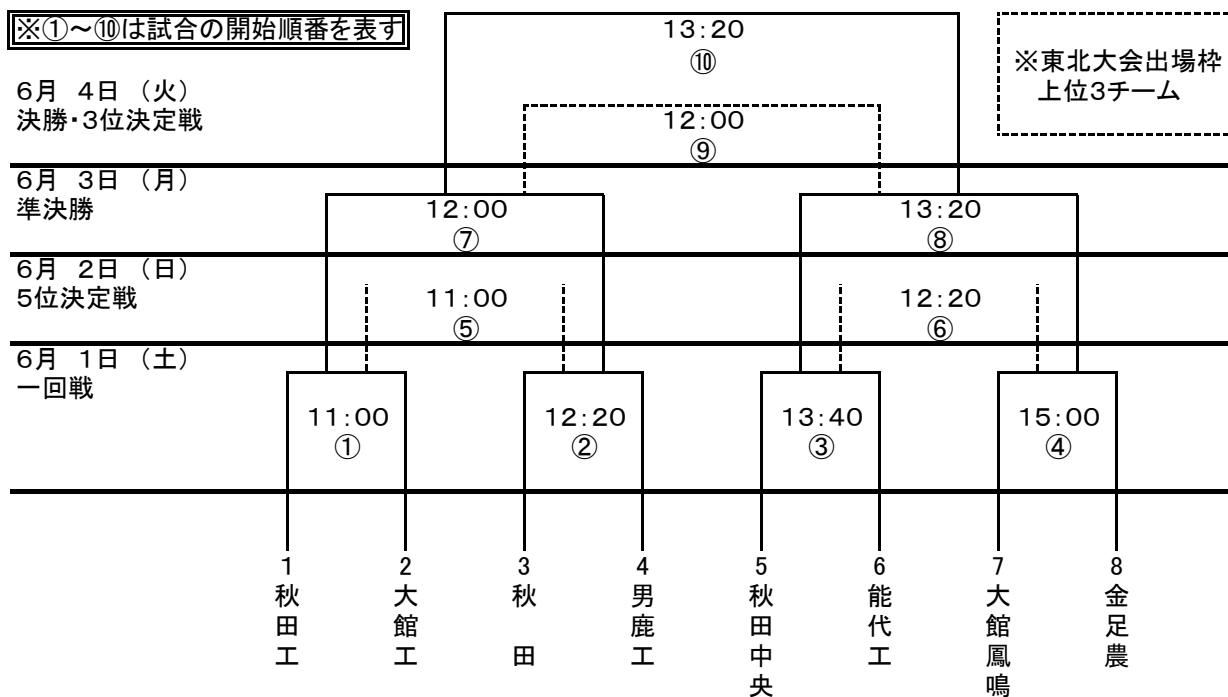 ※①～⑩は試合の開始順番を表す
13:20
⑩
※東北大会出場枠
上位3チーム
6月 4日 (火)
決勝・3位決定戦
12:00
⑨
6月 3日 (月)
準決勝
12:00
⑦
13:20
⑧
6月 2日 (日)
5位決定戦
11:00
⑤
12:20
⑥
6月 1日 (土)
一回戦
11:00
①
12:20
②
13:40
③
15:00
④
1
秋田工
2
大館工
3
秋 田
4
男鹿工
5
秋田中央
6
能代工
7
大館鳳鳴
8
金足農